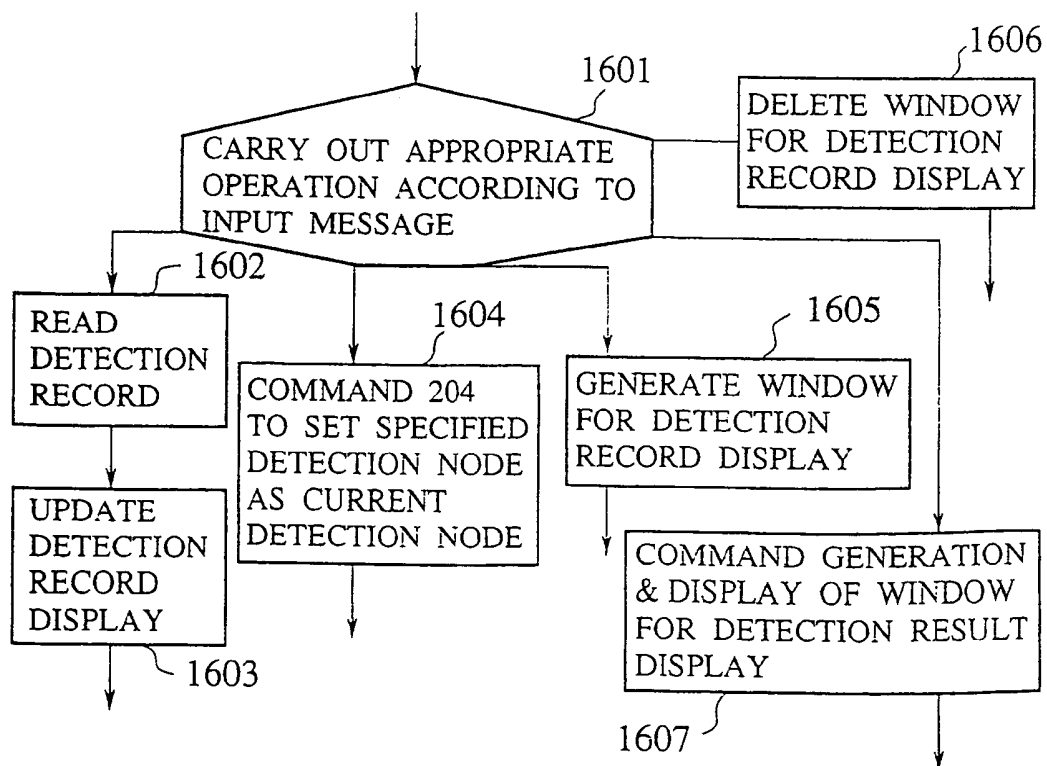 1601
CARRY OUT APPROPRIATE
OPERATION ACCORDING TO
INPUT MESSAGE
1606
DELETE WINDOW
FOR DETECTION
RECORD DISPLAY
1602
READ
DETECTION
RECORD
1604
COMMAND 204
TO SET SPECIFIED
DETECTION NODE
AS CURRENT
DETECTION NODE
1605
GENERATE WINDOW
FOR DETECTION
RECORD DISPLAY
UPDATE
DETECTION
RECORD
DISPLAY
1603
COMMAND GENERATION
& DISPLAY OF WINDOW
FOR DETECTION RESULT
DISPLAY
1607